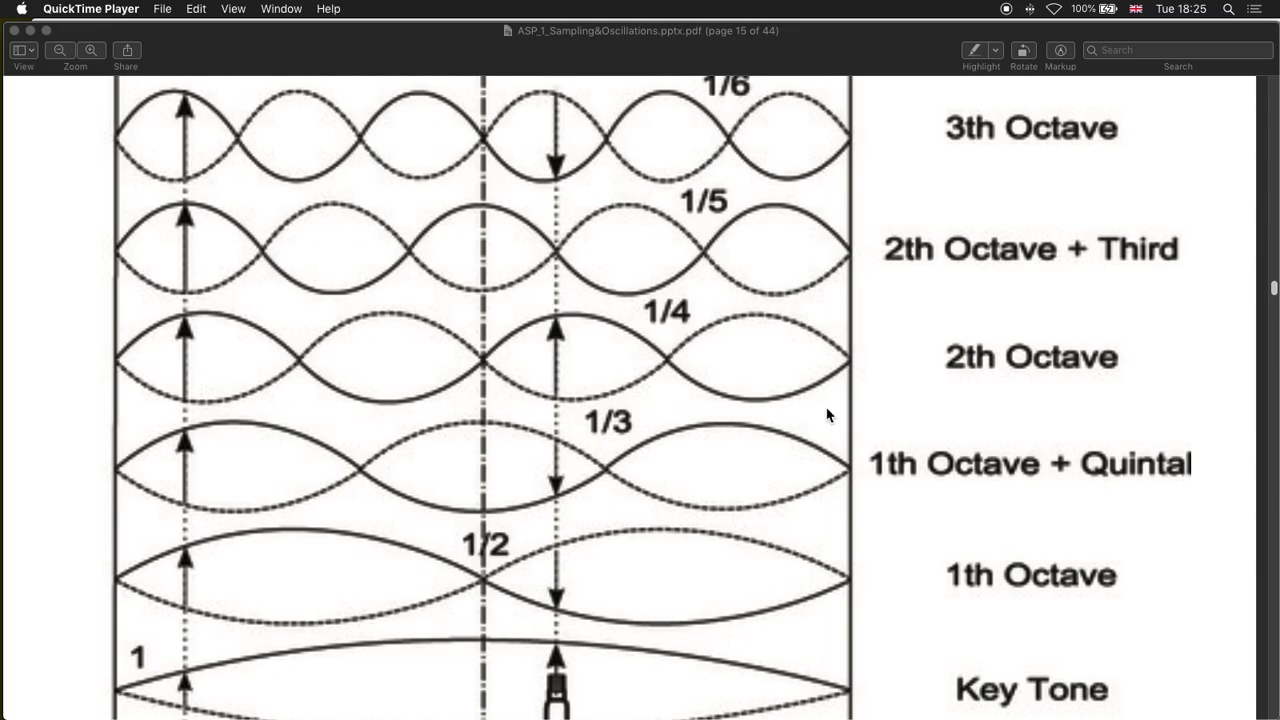 QuickTime Player File Edit View Window Help 100% Tue 18:25
ASP_1_Sampling&Oscillations.pptx.pdf (page 15 of 44)
Search
View Zoom Share Highlight Rotate Markup Search
1/6
3th Octave
1/5
2th Octave + Third
1/4
2th Octave
1/3
1th Octave + Quintal
1/2
1th Octave
1
Key Tone